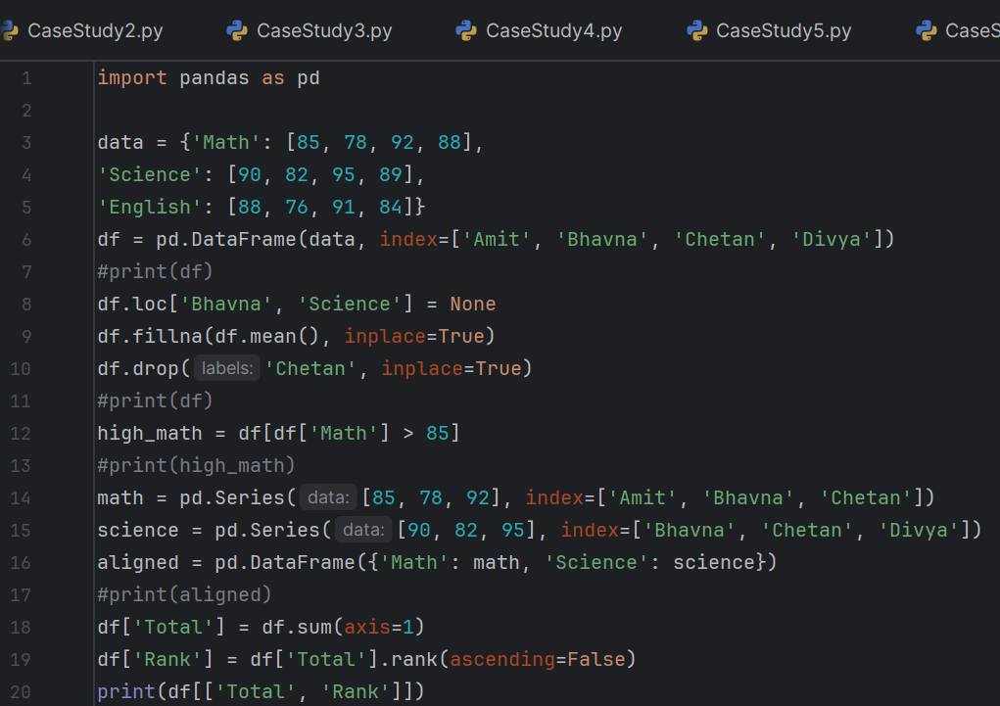 CaseStudy2.py CaseStudy3.py CaseStudy4.py CaseStudy5.py CaseS
1 import pandas as pd
2
3 data = {'Math': [85, 78, 92, 88],
4 'Science': [90, 82, 95, 89],
5 'English': [88, 76, 91, 84]}
6 df = pd.DataFrame(data, index=['Amit', 'Bhavna', 'Chetan', 'Divya'])
7 #print(df)
8 df.loc['Bhavna', 'Science'] = None
9 df.fillna(df.mean(), inplace=True)
10 df.drop( labels: 'Chetan', inplace=True)
11 #print(df)
12 high_math = df[df['Math'] > 85]
13 #print(high_math)
14 math = pd.Series( data: [85, 78, 92], index=['Amit', 'Bhavna', 'Chetan'])
15 science = pd.Series( data: [90, 82, 95], index=['Bhavna', 'Chetan', 'Divya'])
16 aligned = pd.DataFrame({'Math': math, 'Science': science})
17 #print(aligned)
18 df['Total'] = df.sum(axis=1)
19 df['Rank'] = df['Total'].rank(ascending=False)
20 print(df[['Total', 'Rank']])